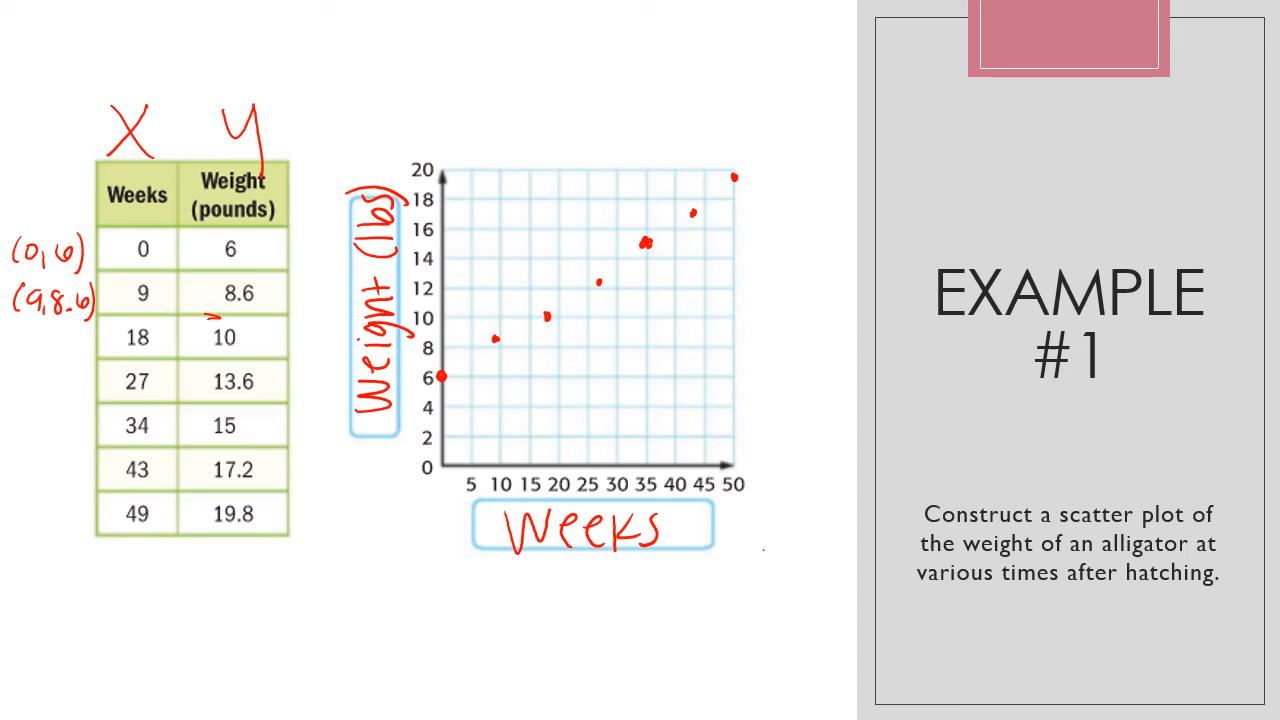 X Y
Weeks Weight (pounds)
(0, 6) 0 6
(9, 8.6) 9 8.6
18 10
27 13.6
34 15
43 17.2
49 19.8
Weight (lbs)
20
18
16
14
12
10
8
6
4
2
0
5 10 15 20 25 30 35 40 45 50
Weeks
EXAMPLE
#1
Construct a scatter plot of
the weight of an alligator at
various times after hatching.